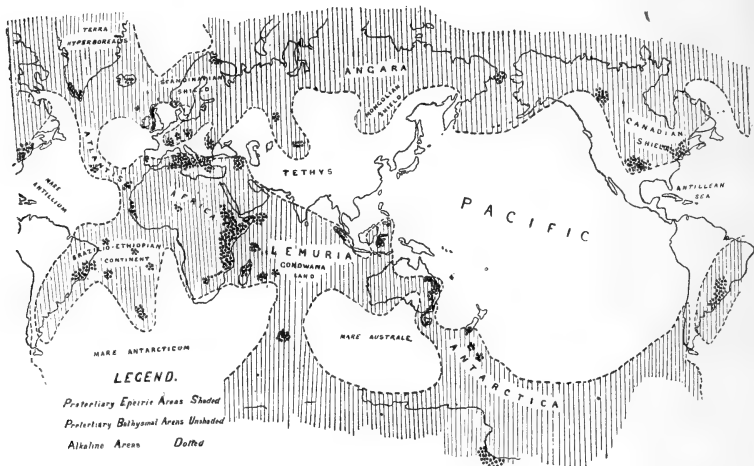 TERRA
HYPERBOREALIS
SCANDINAVIAN
SHIELD
ANGARA
MONGOLIAN
SHIELD
CANADIAN
SHIELD
ATLANTIS
MARE
ANTILLIUM
TETHYS
ANTILLEAN
SEA
PACIFIC
AFRICA
BRAZILIO-ETHIOPIAN
CONTINENT
LEMURIA
GONDWANA
LAND
MARE ANTARCTICUM
MARE AUSTRALE
ANTARCTICA
LEGEND.
Pretertiary Epeiric Areas Shaded
Pretertiary Bathysmal Areas Unshaded
Alkaline Areas Dotted